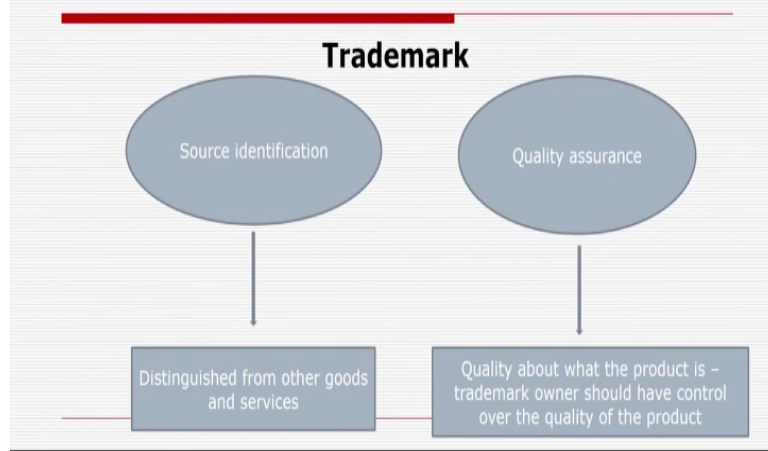 Trademark
Source identification
Quality assurance
Distinguished from other goods
and services
Quality about what the product is –
trademark owner should have control
over the quality of the product